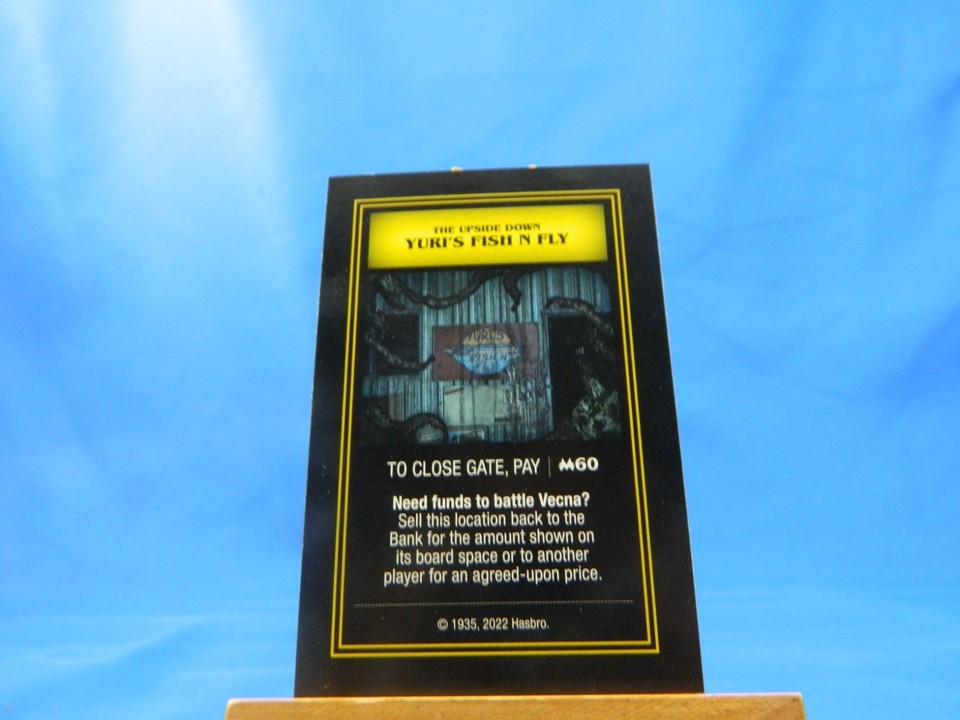 THE UPSIDE DOWN
YURI'S FISH N FLY
YURI'S
TO CLOSE GATE, PAY | M60
Need funds to battle Vecna?
Sell this location back to the
Bank for the amount shown on
its board space or to another
player for an agreed-upon price.
© 1935, 2022 Hasbro.